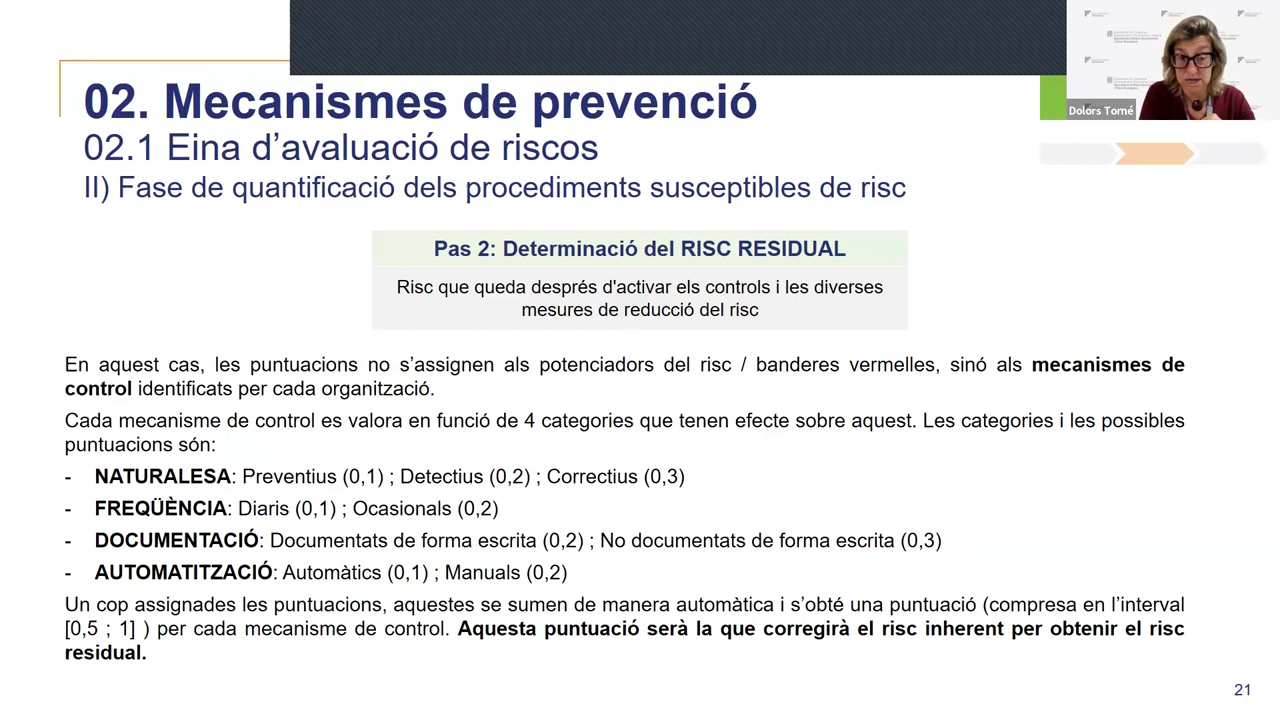 02. Mecanismes de prevenció
02.1 Eina d’avaluació de riscos
II) Fase de quantificació dels procediments susceptibles de risc
Dolors Torné
Pas 2: Determinació del RISC RESIDUAL
Risc que queda després d'activar els controls i les diverses
mesures de reducció del risc
En aquest cas, les puntuacions no s’assignen als potenciadors del risc / banderes vermelles, sinó als mecanismes de
control identificats per cada organització.
Cada mecanisme de control es valora en funció de 4 categories que tenen efecte sobre aquest. Les categories i les possibles
puntuacions són:
- NATURALESA: Preventius (0,1) ; Detectius (0,2) ; Correctius (0,3)
- FREQÜÈNCIA: Diaris (0,1) ; Ocasionals (0,2)
- DOCUMENTACIÓ: Documentats de forma escrita (0,2) ; No documentats de forma escrita (0,3)
- AUTOMATITZACIÓ: Automàtics (0,1) ; Manuals (0,2)
Un cop assignades les puntuacions, aquestes se sumen de manera automàtica i s’obté una puntuació (compresa en l’interval
[0,5 ; 1] ) per cada mecanisme de control. Aquesta puntuació serà la que corregirà el risc inherent per obtenir el risc
residual.
21